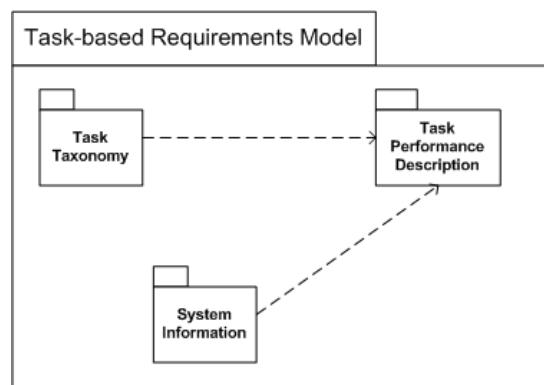 Task-based Requirements Model
Task
Taxonomy
Task
Performance
Description
System
Information